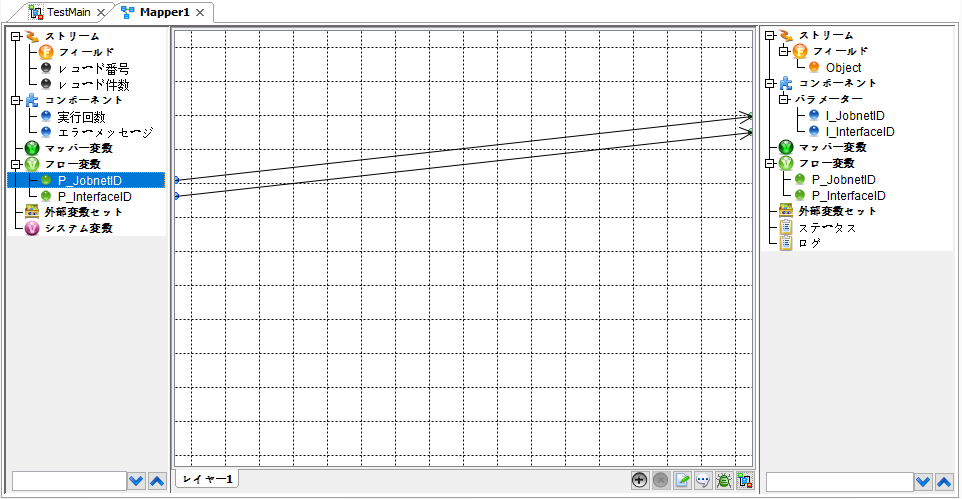 TestMain
Mapper1
ストリーム
フィールド
レコード番号
レコード件数
コンポーネント
実行回数
エラーメッセージ
マッパー変数
フロー変数
P_JobnetID
P_InterfaceID
外部変数セット
システム変数
レイヤー1
ストリーム
フィールド
Object
コンポーネント
パラメーター
I_JobnetID
I_InterfaceID
マッパー変数
フロー変数
P_JobnetID
P_InterfaceID
外部変数セット
ステータス
ログ